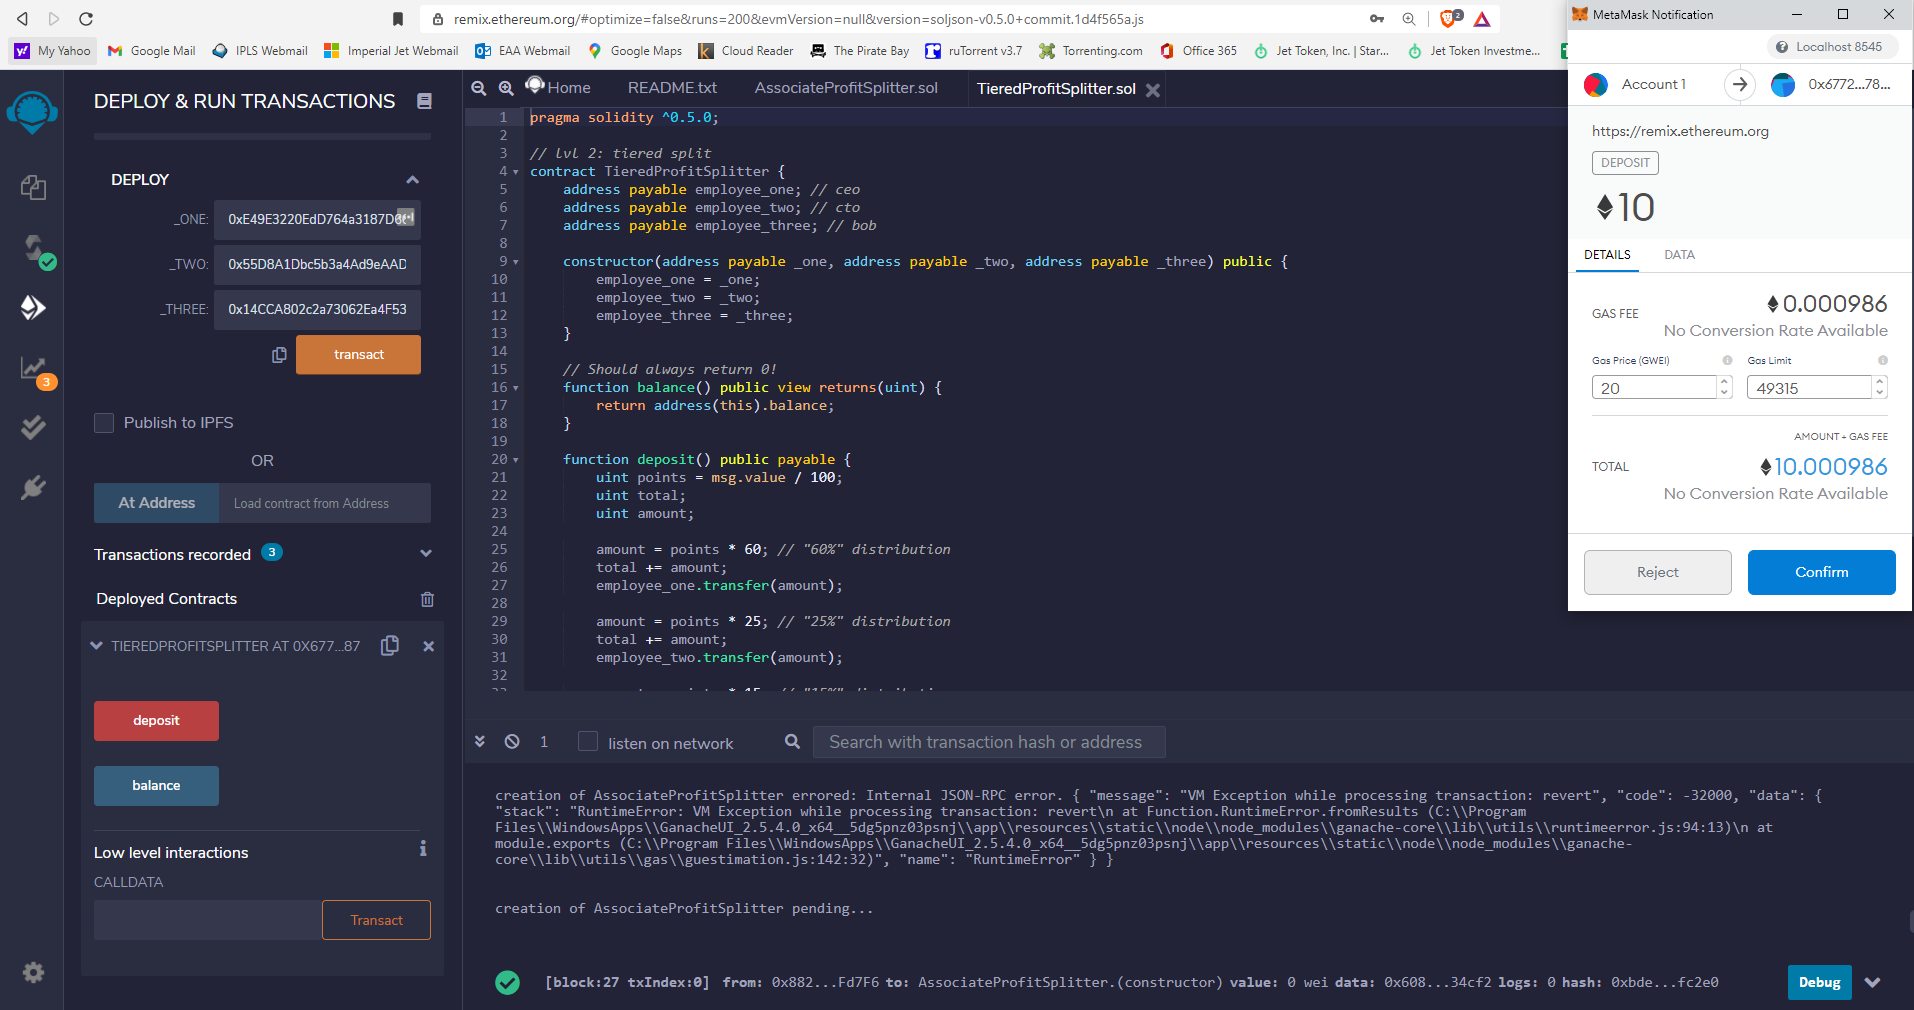 remix.ethereum.org/#optimize=false&runs=200&evmVersion=null&version=soljson-v0.5.0+commit.1d4f565a.js
2
My Yahoo
Google Mail
IPLS Webmail
Imperial Jet Webmail
EAA Webmail
Google Maps
Cloud Reader
The Pirate Bay
ruTorrent v3.7
Torrenting.com
Office 365
Jet Token, Inc. | Star...
Jet Token Investme...
DEPLOY & RUN TRANSACTIONS
DEPLOY
_ONE: 0xE49E3220EdD764a3187D
_TWO: 0x55D8A1Dbc5b3a4Ad9eAAD
_THREE: 0x14CCA802c2a73062Ea4F53
transact
3
Publish to IPFS
OR
At Address
Load contract from Address
Transactions recorded 3
Deployed Contracts
TIEREDPROFITSPLITTER AT 0X677...87
deposit
balance
Low level interactions
CALLDATA
Transact
Home
README.txt
AssociateProfitSplitter.sol
TieredProfitSplitter.sol
1 pragma solidity ^0.5.0;
2
3 // lvl 2: tiered split
4 contract TieredProfitSplitter {
5 address payable employee_one; // ceo
6 address payable employee_two; // cto
7 address payable employee_three; // bob
8
9 constructor(address payable _one, address payable _two, address payable _three) public {
10 employee_one = _one;
11 employee_two = _two;
12 employee_three = _three;
13 }
14
15 // Should always return 0!
16 function balance() public view returns(uint) {
17 return address(this).balance;
18 }
19
20 function deposit() public payable {
21 uint points = msg.value / 100;
22 uint total;
23 uint amount;
24
25 amount = points * 60; // "60%" distribution
26 total += amount;
27 employee_one.transfer(amount);
28
29 amount = points * 25; // "25%" distribution
30 total += amount;
31 employee_two.transfer(amount);
32
1
listen on network
Search with transaction hash or address
creation of AssociateProfitSplitter errored: Internal JSON-RPC error. { "message": "VM Exception while processing transaction: revert", "code": -32000, "data": {
"stack": "RuntimeError: VM Exception while processing transaction: revert\n at Function.RuntimeError.fromResults (C:\\Program
Files\\WindowsApps\\GanacheUI_2.5.4.0_x64__5dg5pnz03psnj\\app\\resources\\static\\node\\node_modules\\ganache-core\\lib\\utils\\runtimeerror.js:94:13)\n at
module.exports (C:\\Program Files\\WindowsApps\\GanacheUI_2.5.4.0_x64__5dg5pnz03psnj\\app\\resources\\static\\node\\node_modules\\ganache-
core\\lib\\utils\\gas\\guestimation.js:142:32)", "name": "RuntimeError" } }
creation of AssociateProfitSplitter pending...
[block:27 txIndex:0] from: 0x882...Fd7F6 to: AssociateProfitSplitter.(constructor) value: 0 wei data: 0x608...34cf2 logs: 0 hash: 0xbde...fc2e0
Debug
MetaMask Notification
Localhost 8545
Account 1
0x6772...78...
https://remix.ethereum.org
DEPOSIT
10
DETAILS
DATA
GAS FEE
0.000986
No Conversion Rate Available
Gas Price (GWEI)
Gas Limit
20
49315
AMOUNT + GAS FEE
TOTAL
10.000986
No Conversion Rate Available
Reject
Confirm